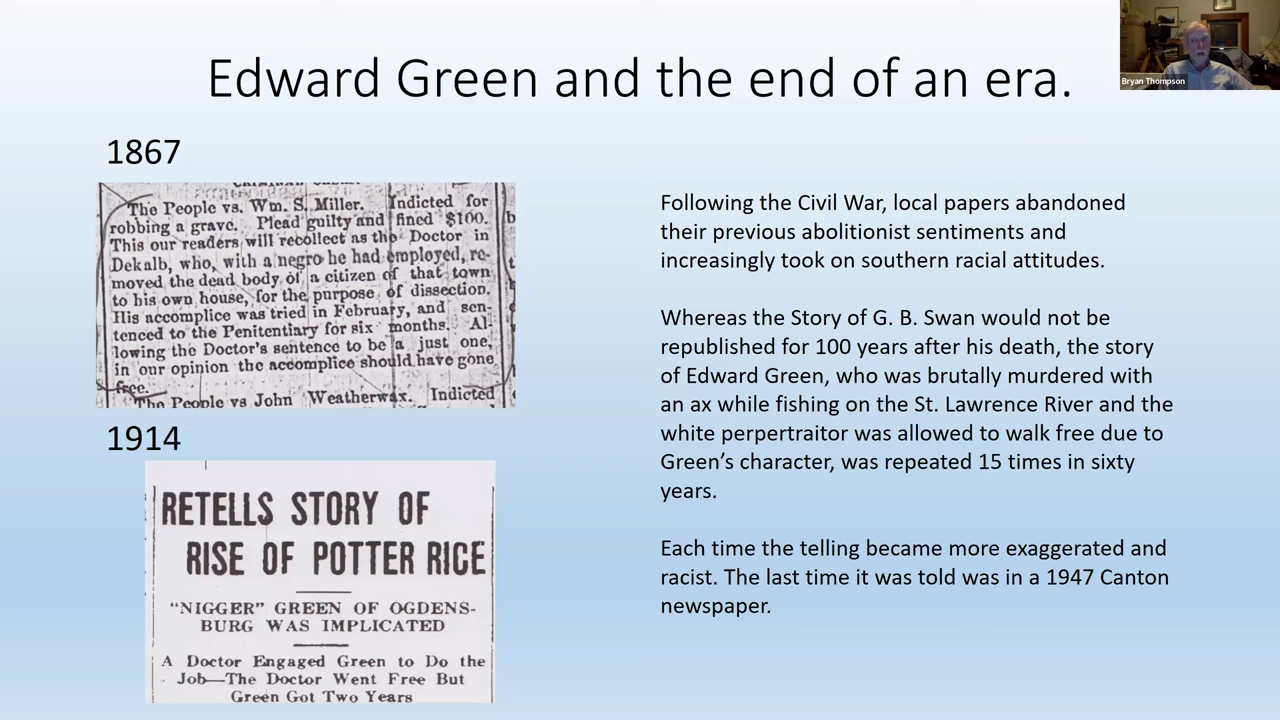 Edward Green and the end of an era.
Bryan Thompson
1867
The People vs. Wm. S. Miller. Indicted for
robbing a grave. Plead guilty and fined $100.
This our readers will recollect as the Doctor in
Dekalb, who, with a negro he had employed, re-
moved the dead body of a citizen of that town
to his own house, for the purpose of dissection.
His accomplice was tried in February, and sen-
tenced to the Penitentiary for six months. Al-
lowing the Doctor's sentence to be a just one,
in our opinion the accomplice should have gone
free.
The People vs John Weatherwax. Indicted
1914
RETELLS STORY OF
RISE OF POTTER RICE
"NIGGER" GREEN OF OGDENS-
BURG WAS IMPLICATED
A Doctor Engaged Green to Do the
Job—The Doctor Went Free But
Green Got Two Years
Following the Civil War, local papers abandoned
their previous abolitionist sentiments and
increasingly took on southern racial attitudes.
Whereas the Story of G. B. Swan would not be
republished for 100 years after his death, the story
of Edward Green, who was brutally murdered with
an ax while fishing on the St. Lawrence River and the
white perpertraitor was allowed to walk free due to
Green's character, was repeated 15 times in sixty
years.
Each time the telling became more exaggerated and
racist. The last time it was told was in a 1947 Canton
newspaper.